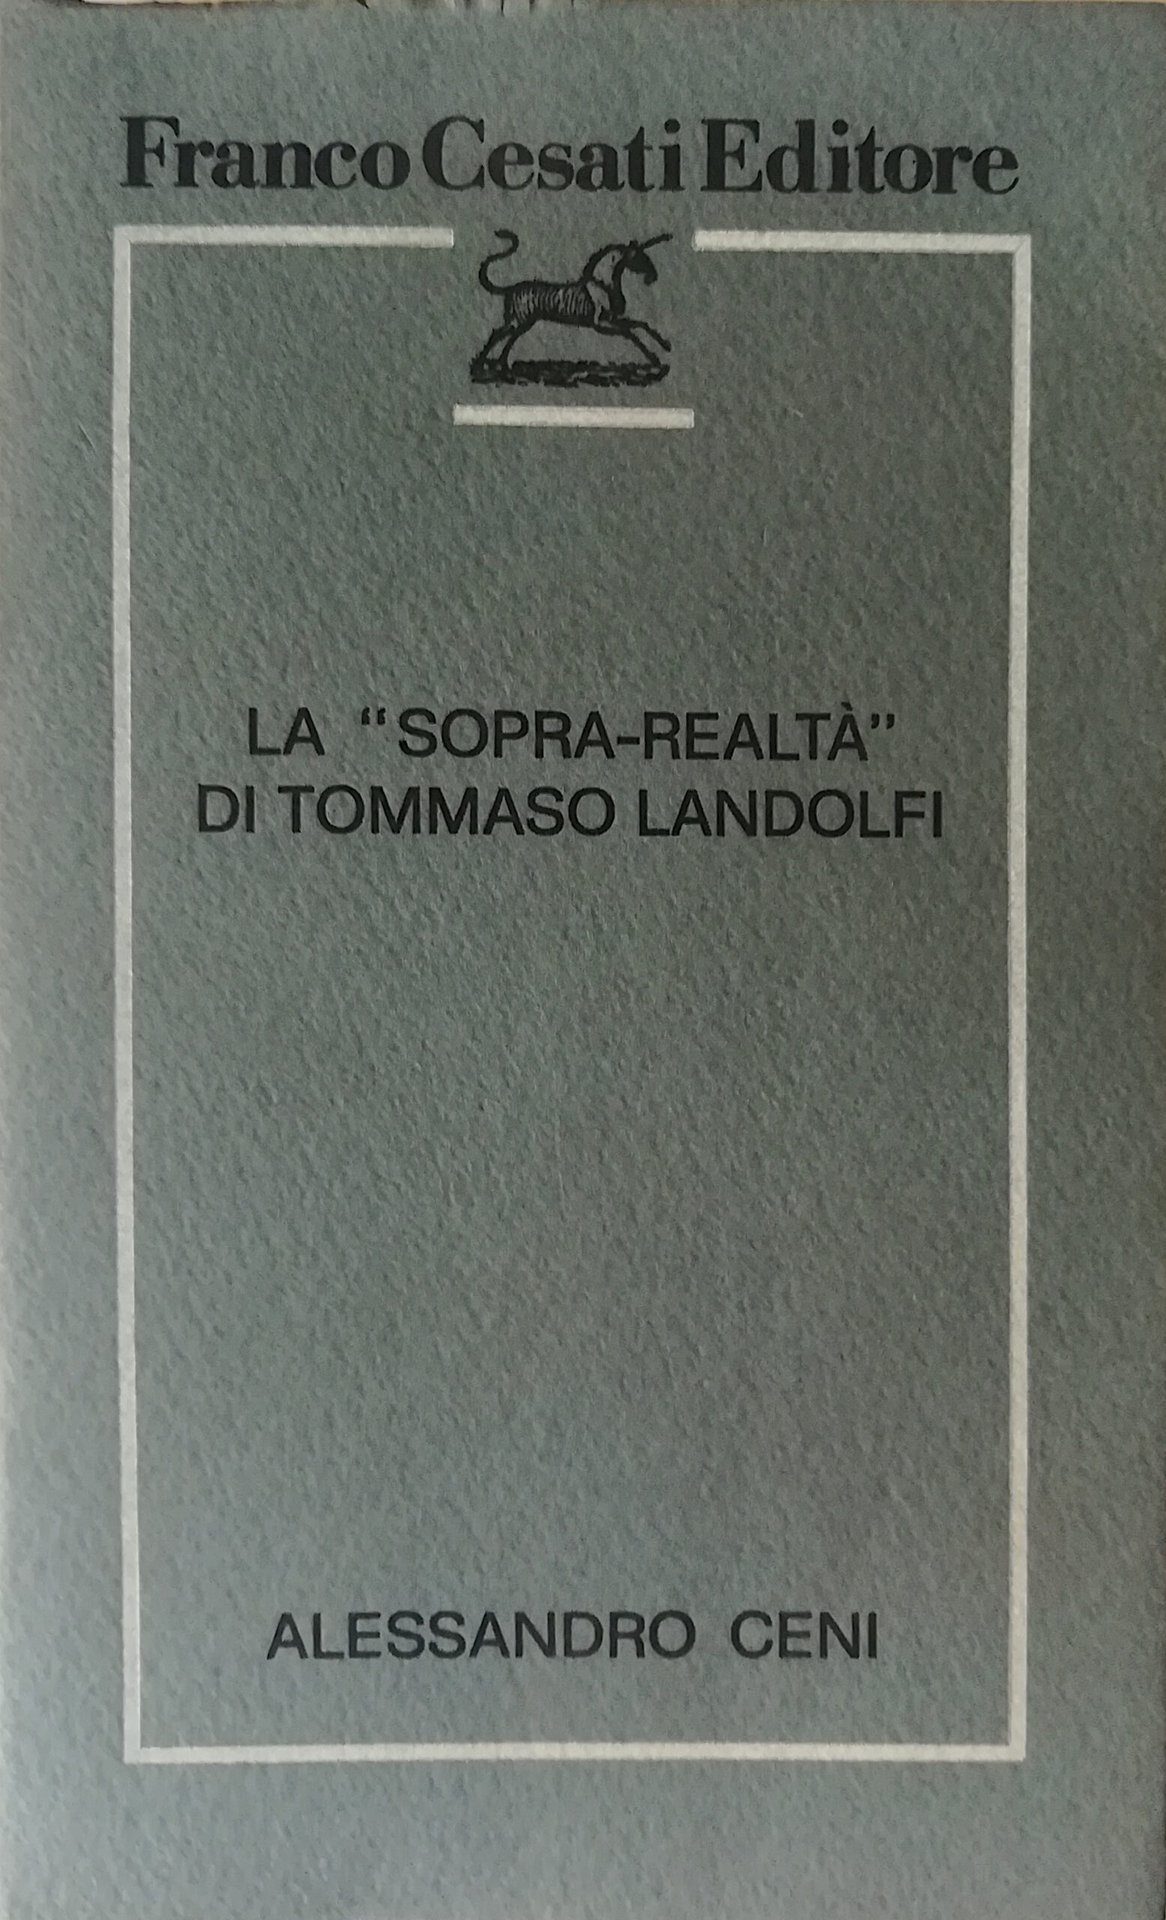 Franco Cesati Editore
LA “SOPRA-REALTÀ”
DI TOMMASO LANDOLFI
ALESSANDRO CENI